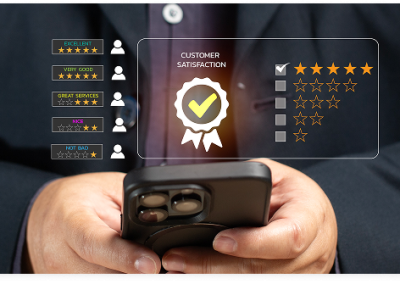 EXCELLENT
VERY GOOD
GREAT SERVICES
NICE
NOT BAD
CUSTOMER
SATISFACTION